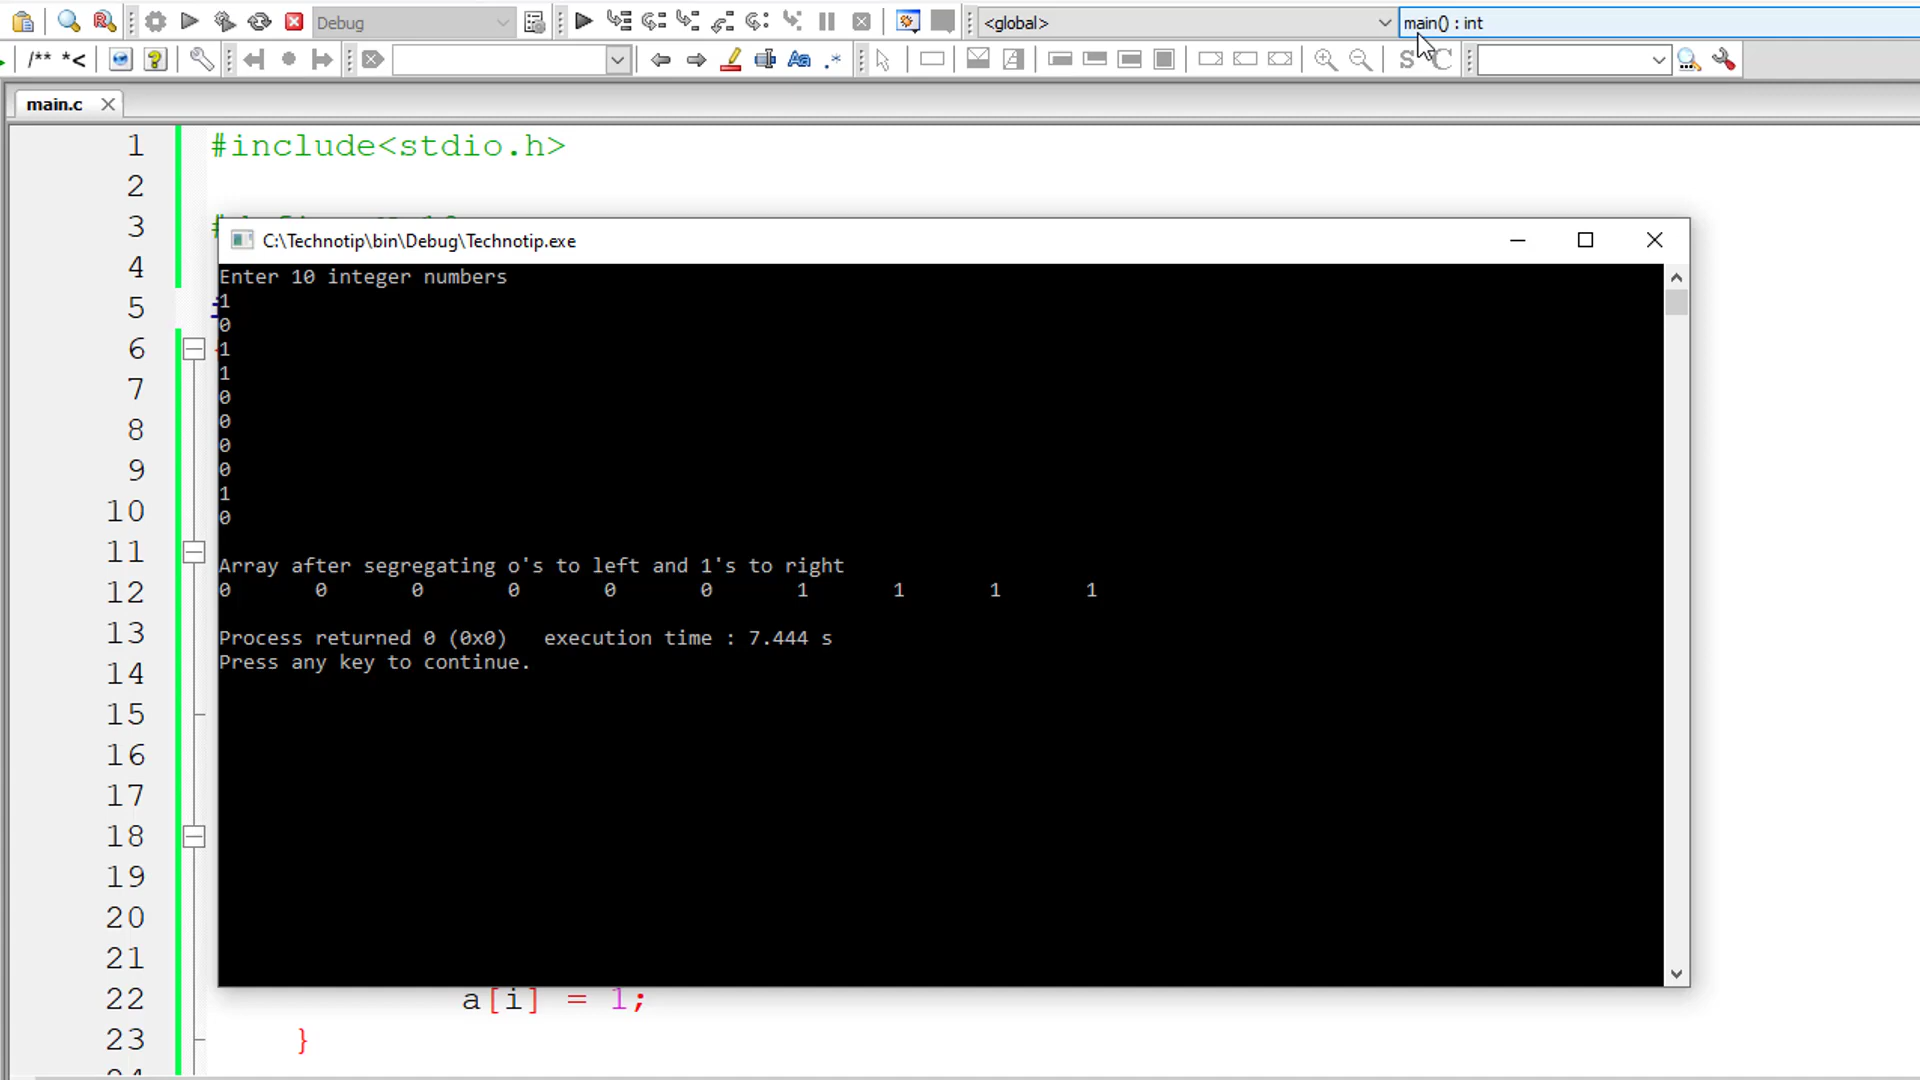 Debug
<global>
main() : int
/** *<
main.c
1 #include<stdio.h>
2
3
4
5
6
7
8
9
10
11
12
13
14
15
16
17
18
19
20
21
22 a[i] = 1;
23 }
C:\Technotip\bin\Debug\Technotip.exe
Enter 10 integer numbers
1
0
1
1
0
0
0
0
1
0
Array after segregating o's to left and 1's to right
0 0 0 0 0 0 1 1 1 1
Process returned 0 (0x0) execution time : 7.444 s
Press any key to continue.